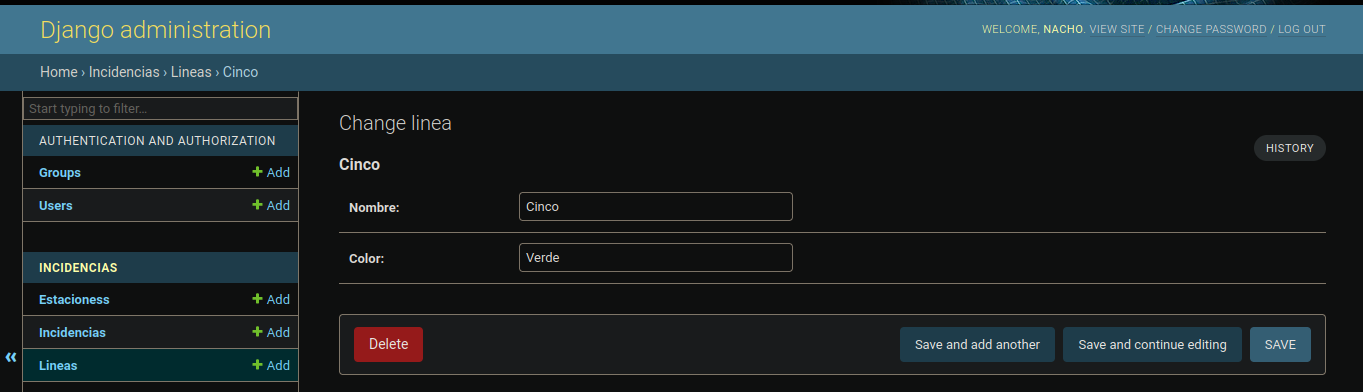 Django administration
WELCOME, NACHO. VIEW SITE / CHANGE PASSWORD / LOG OUT
Home › Incidencias › Lineas › Cinco
Start typing to filter...
AUTHENTICATION AND AUTHORIZATION
Groups + Add
Users + Add
INCIDENCIAS
Estacioness + Add
Incidencias + Add
«
Lineas + Add
Change linea
HISTORY
Cinco
Nombre: Cinco
Color: Verde
Delete Save and add another Save and continue editing SAVE